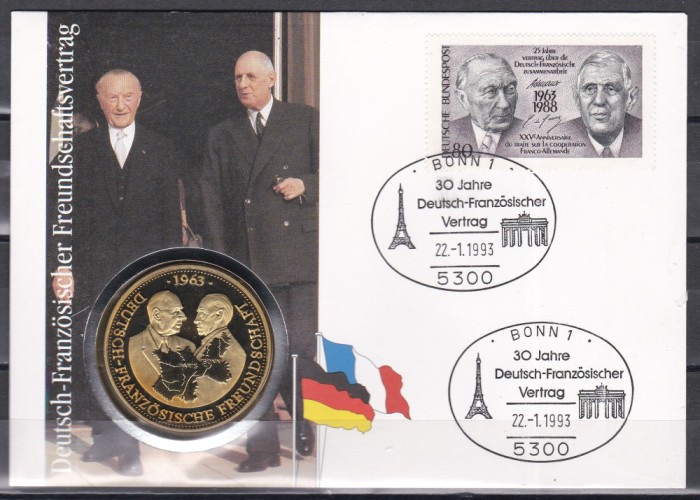 Deutsch-Französischer Freundschaftsvertrag
DEUTSCHE BUNDESPOST
25 Jahre
Vertrag über die
Deutsch-Französische
Zusammenarbeit
1963
1988
XXVe Anniversaire
du traité sur la coopération
Franco-Allemande
80
· BONN 1 ·
30 Jahre
Deutsch-Französischer
Vertrag
22.-1.1993
5300
· 1963 ·
DEUTSCH-FRANZÖSISCHE FREUNDSCHAFT
· BONN 1 ·
30 Jahre
Deutsch-Französischer
Vertrag
22.-1.1993
5300